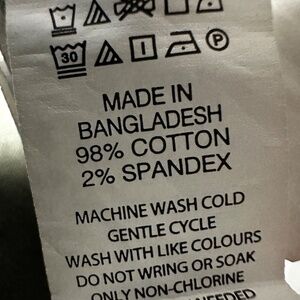 30 P
MADE IN
BANGLADESH
98% COTTON
2% SPANDEX
MACHINE WASH COLD
GENTLE CYCLE
WASH WITH LIKE COLOURS
DO NOT WRING OR SOAK
ONLY NON-CHLORINE
NEEDED